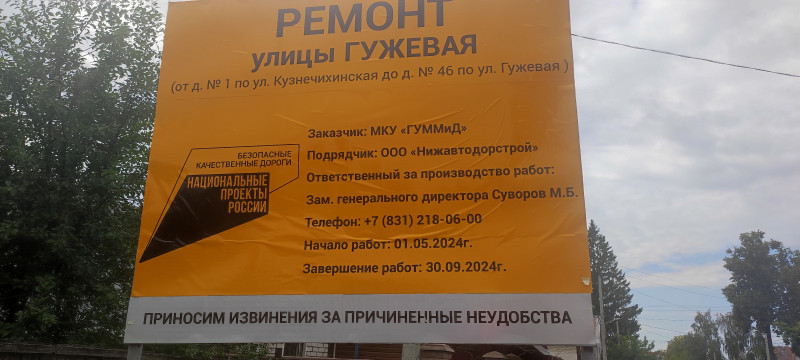 РЕМОНТ
УЛИЦЫ ГУЖЕВАЯ
(от д. № 1 по ул. Кузнечихинская до д. № 46 по ул. Гужевая )
БЕЗОПАСНЫЕ
КАЧЕСТВЕННЫЕ ДОРОГИ
НАЦИОНАЛЬНЫЕ
ПРОЕКТЫ
РОССИИ
Заказчик: МКУ «ГУММиД»
Подрядчик: ООО «Нижавтодорстрой»
Ответственный за производство работ:
Зам. генерального директора Суворов М.Б.
Телефон: +7 (831) 218-06-00
Начало работ: 01.05.2024г.
Завершение работ: 30.09.2024г.
ПРИНОСИМ ИЗВИНЕНИЯ ЗА ПРИЧИНЕННЫЕ НЕУДОБСТВА